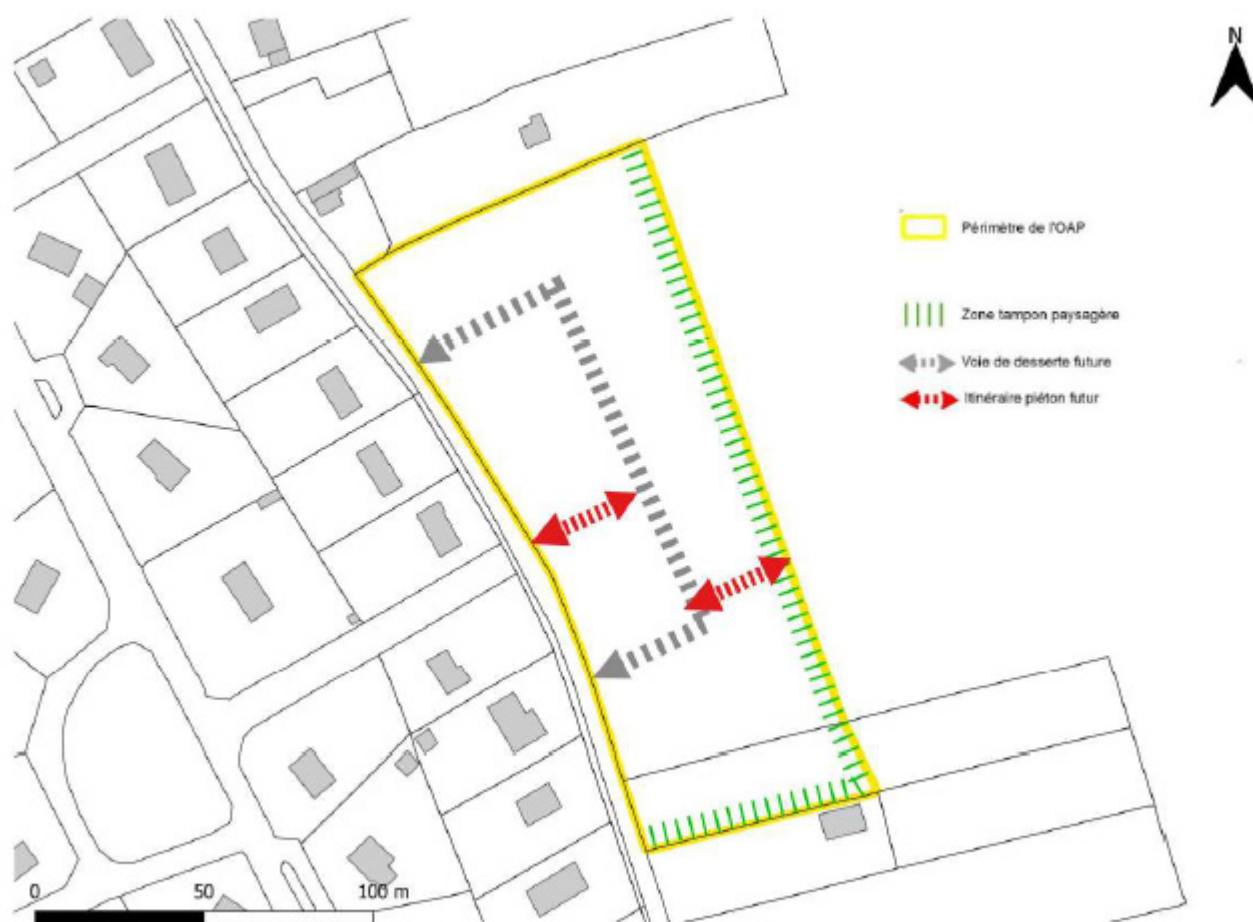 N
Périmètre de l'OAP
Zone tampon paysagère
Voie de desserte future
Itinéraire piéton futur
0 50 100 m